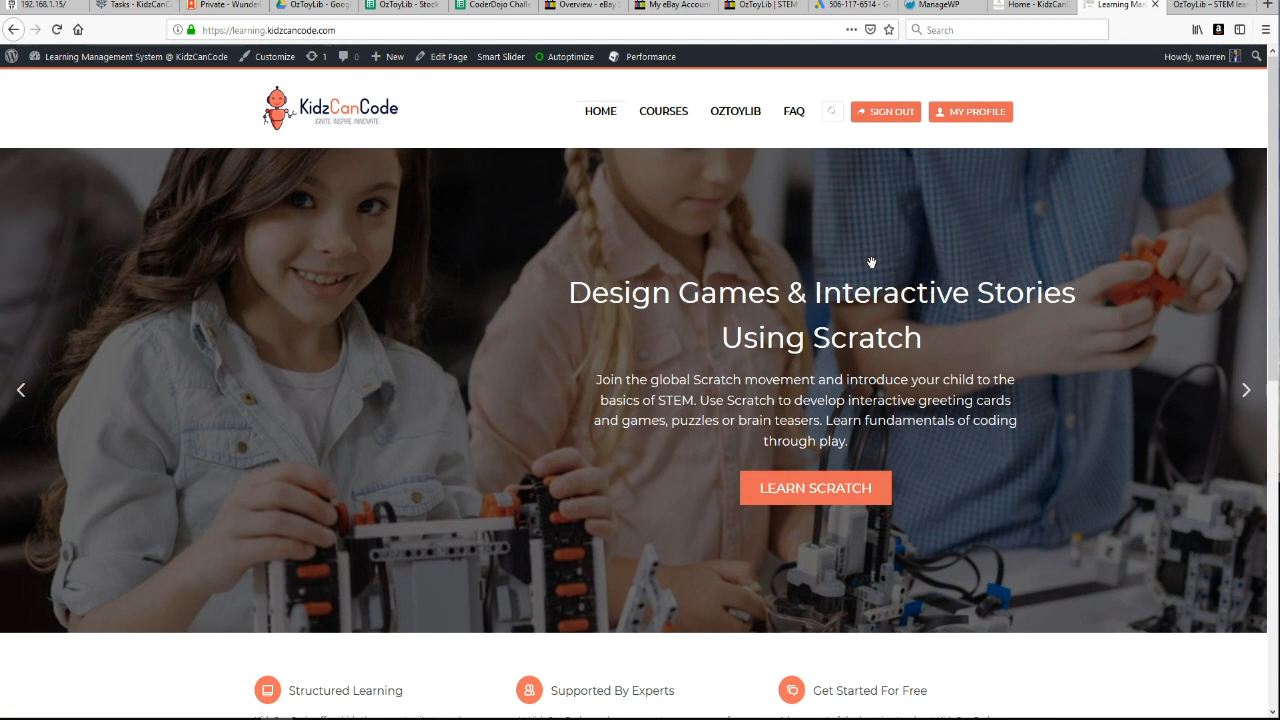 192.168.1.15/ Tasks - KidzCanC Private - Wunder OzToyLib - Goog OzToyLib - Stock CoderDojo Challe Overview - eBay My eBay Account OzToyLib | STEM 506-117-6514 - G ManageWP Home - KidzCan Learning Man OzToyLib – STEM lea
https://learning.kidzcancode.com Search
Learning Management System @ KidzCanCode Customize 1 0 New Edit Page Smart Slider Autoptimize Performance Howdy, twarren
KidzCanCode
IGNITE. INSPIRE. INNOVATE
HOME COURSES OZTOYLIB FAQ SIGN OUT MY PROFILE
Design Games & Interactive Stories
Using Scratch
Join the global Scratch movement and introduce your child to the
basics of STEM. Use Scratch to develop interactive greeting cards
and games, puzzles or brain teasers. Learn fundamentals of coding
through play.
LEARN SCRATCH
Structured Learning Supported By Experts Get Started For Free